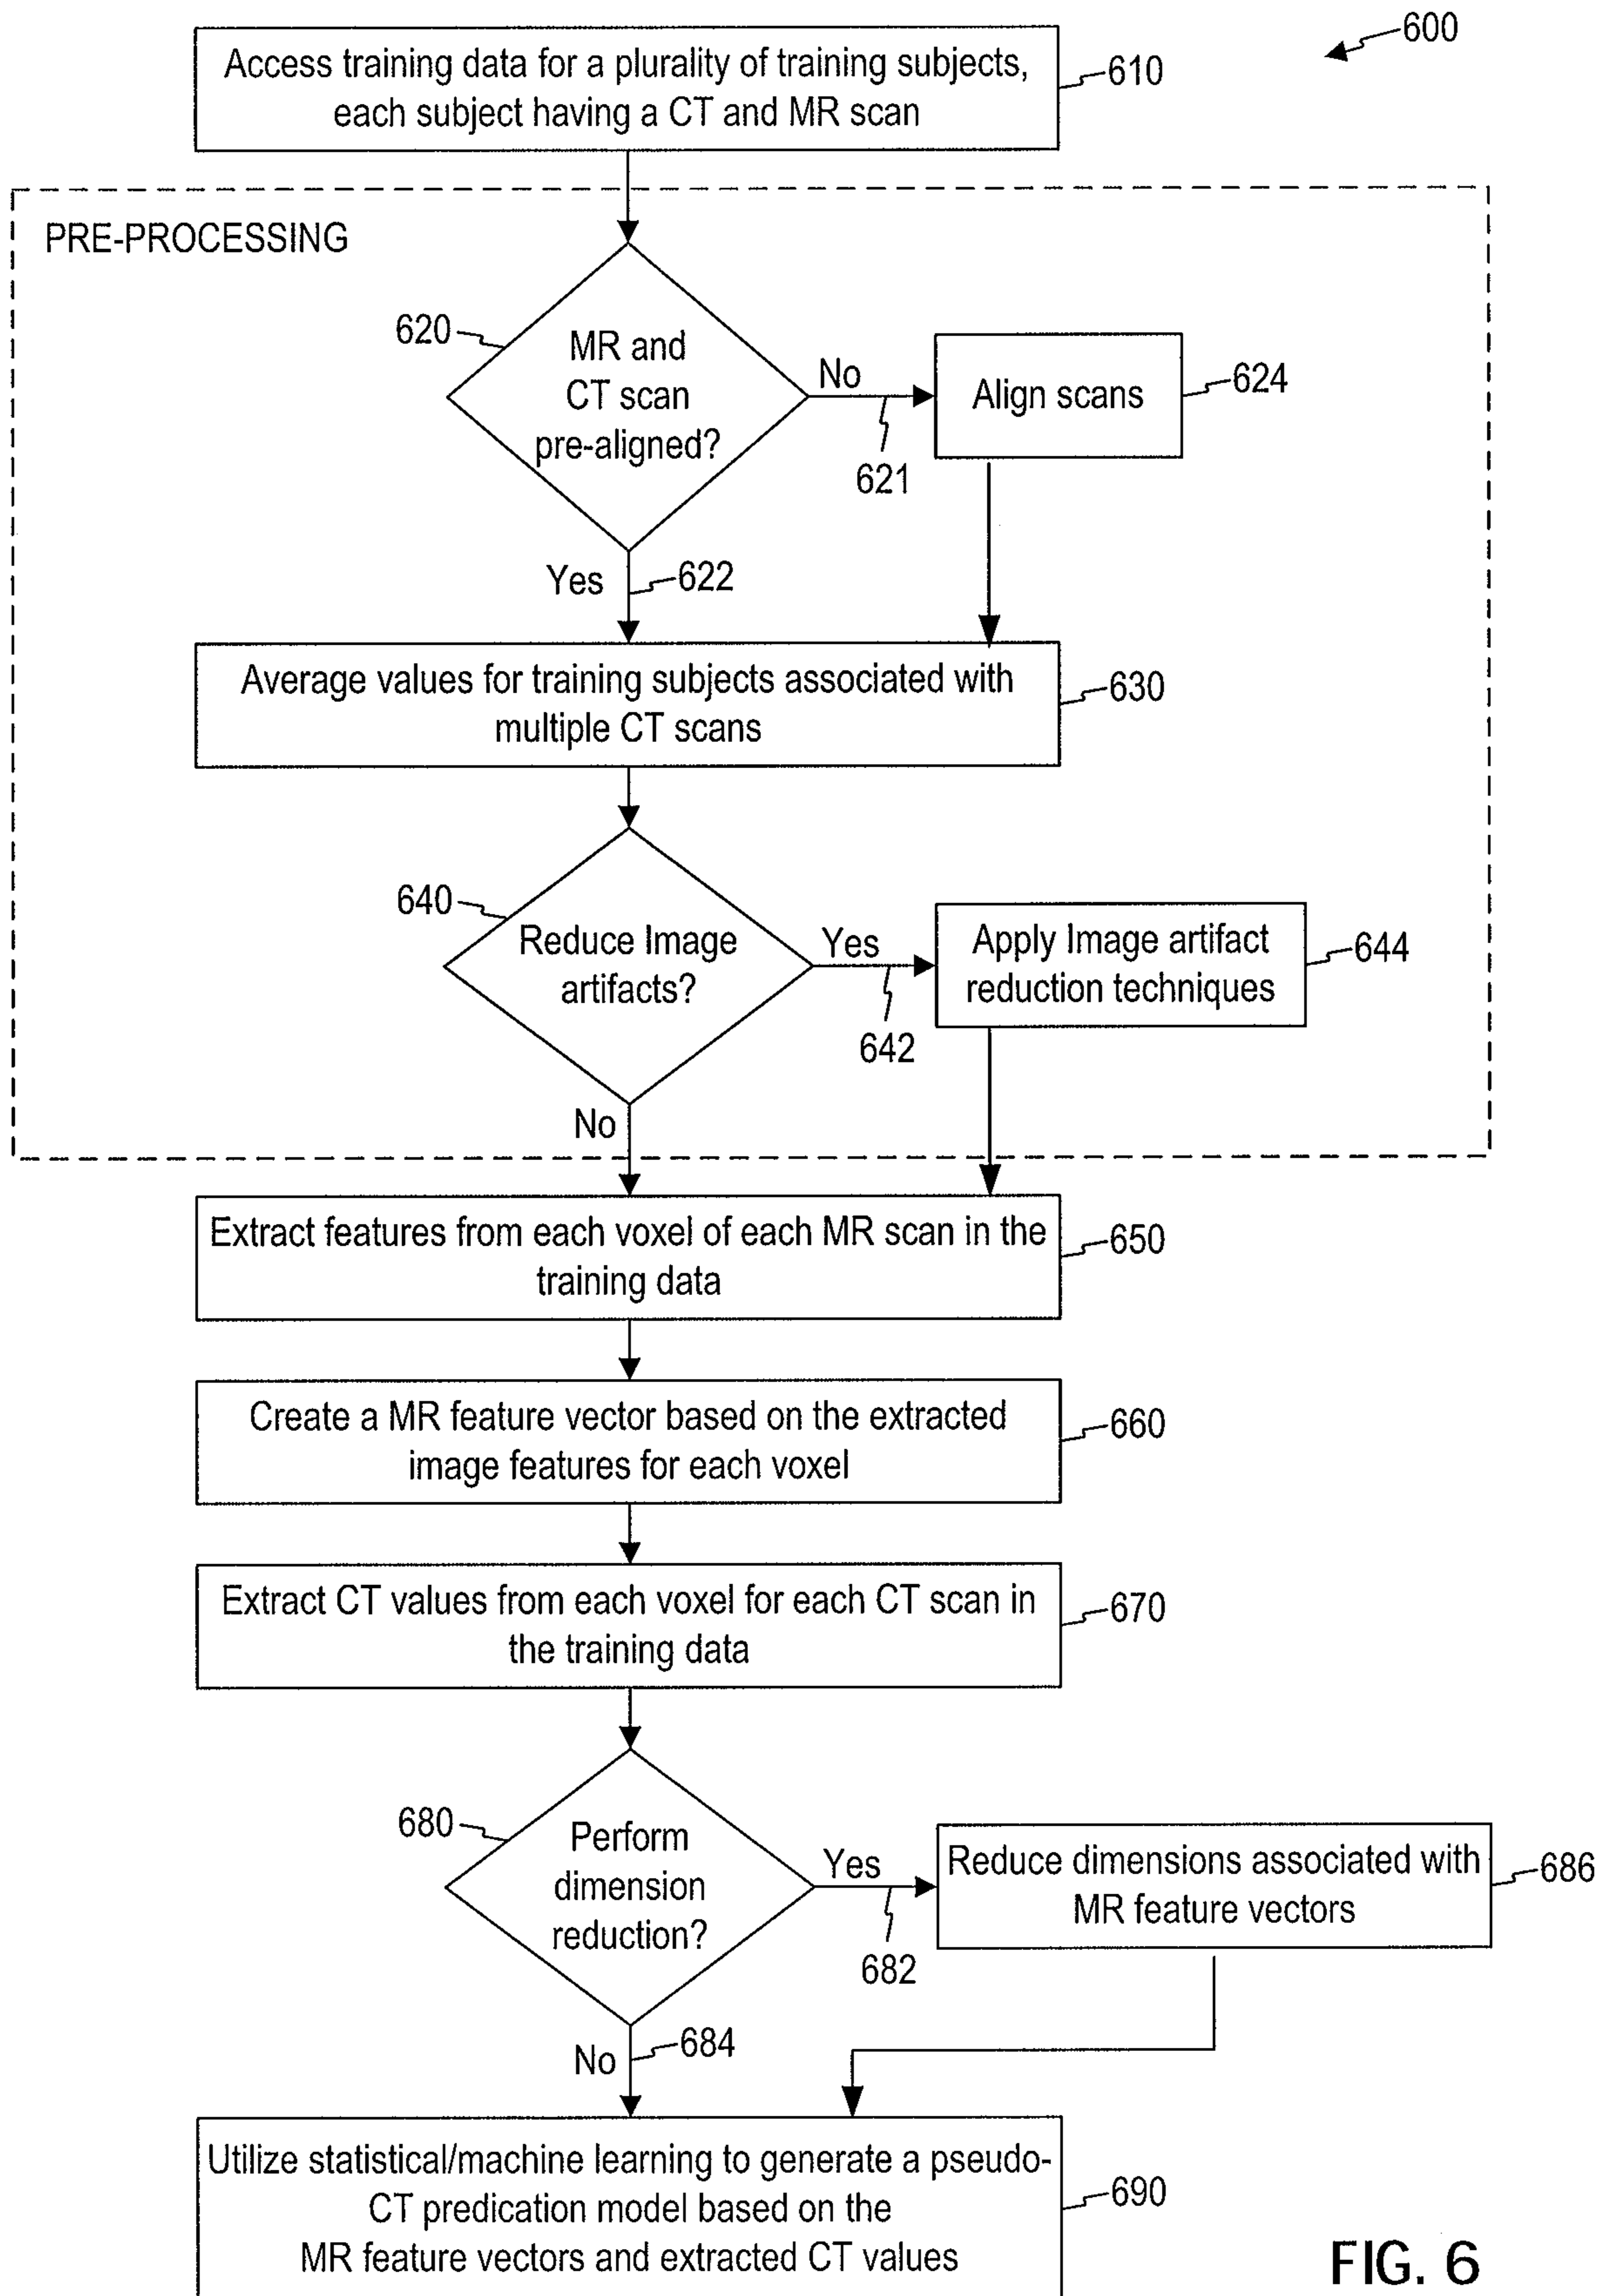 600
Access training data for a plurality of training subjects,
each subject having a CT and MR scan
610
PRE-PROCESSING
620
MR and
CT scan
pre-aligned?
No
621
Align scans
624
Yes
622
Average values for training subjects associated with
multiple CT scans
630
640
Reduce Image
artifacts?
Yes
642
Apply Image artifact
reduction techniques
644
No
Extract features from each voxel of each MR scan in the
training data
650
Create a MR feature vector based on the extracted
image features for each voxel
660
Extract CT values from each voxel for each CT scan in
the training data
670
680
Perform
dimension
reduction?
Yes
682
Reduce dimensions associated with
MR feature vectors
686
No
684
Utilize statistical/machine learning to generate a pseudo-
CT predication model based on the
MR feature vectors and extracted CT values
690
FIG. 6